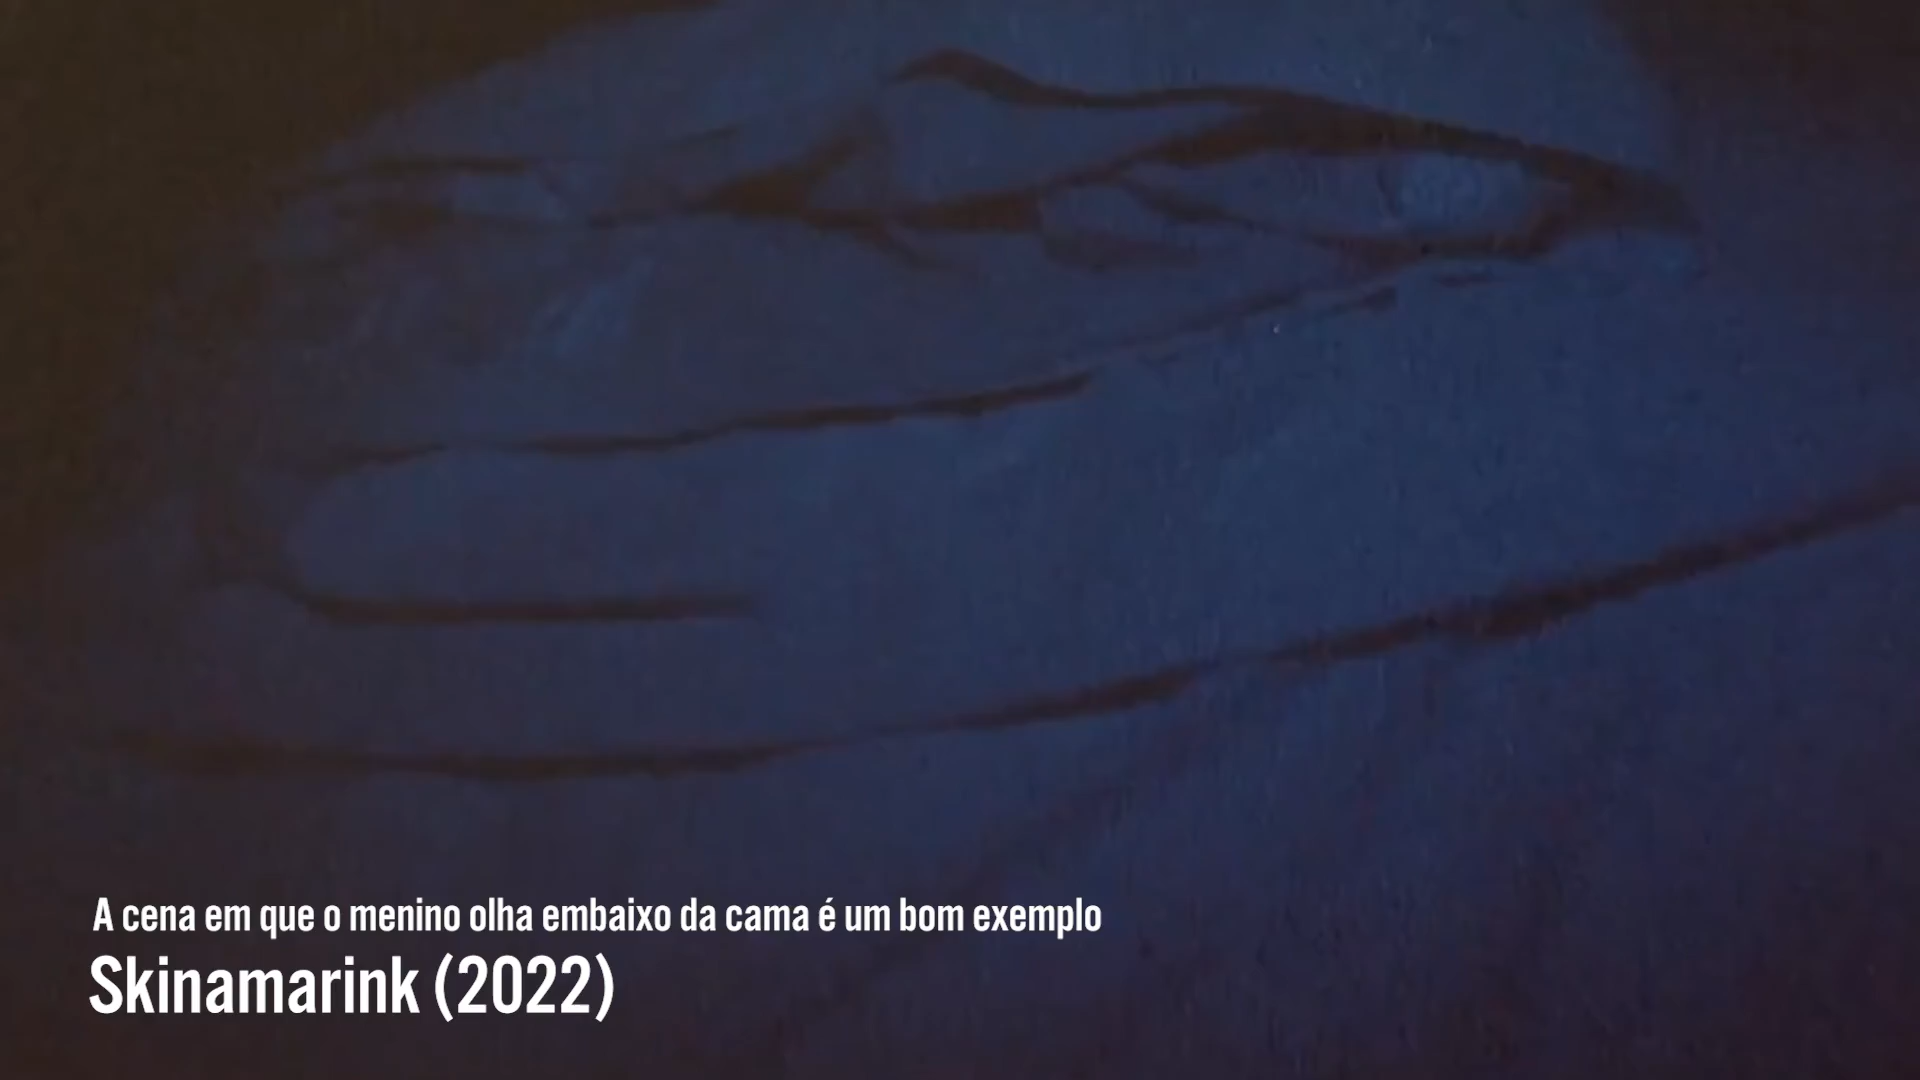 A cena em que o menino olha embaixo da cama é um bom exemplo
Skinamarink (2022)